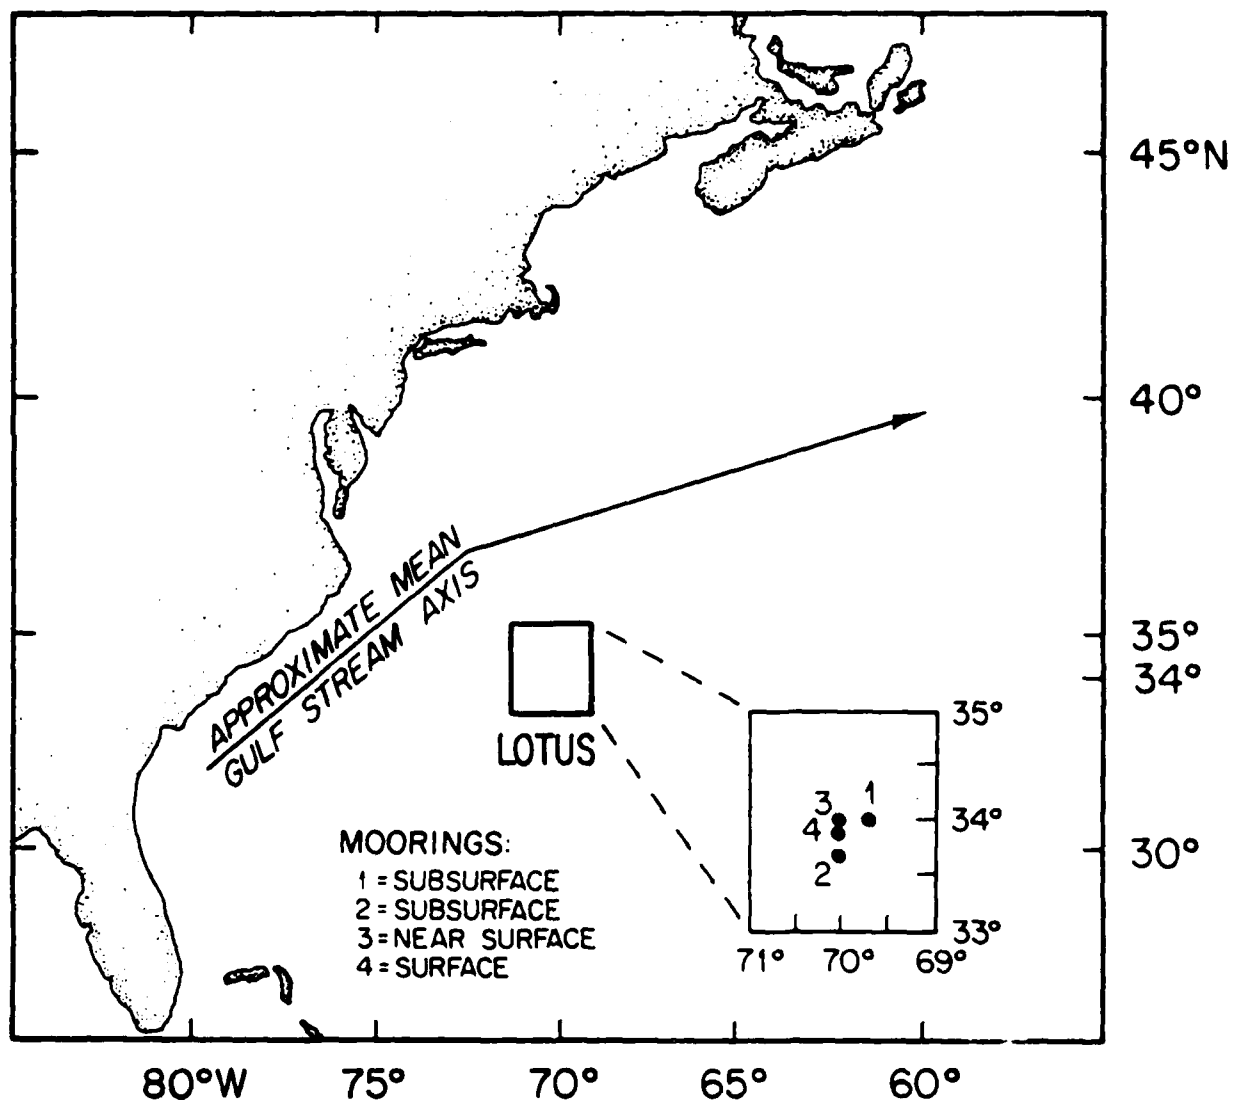 45°N
40°
APPROXIMATE MEAN
GULF STREAM AXIS
35°
34°
LOTUS
35°
3
1
34°
4
2
30°
MOORINGS:
1 = SUBSURFACE
2 = SUBSURFACE
3 = NEAR SURFACE
4 = SURFACE
33°
71° 70° 69°
80°W 75° 70° 65° 60°